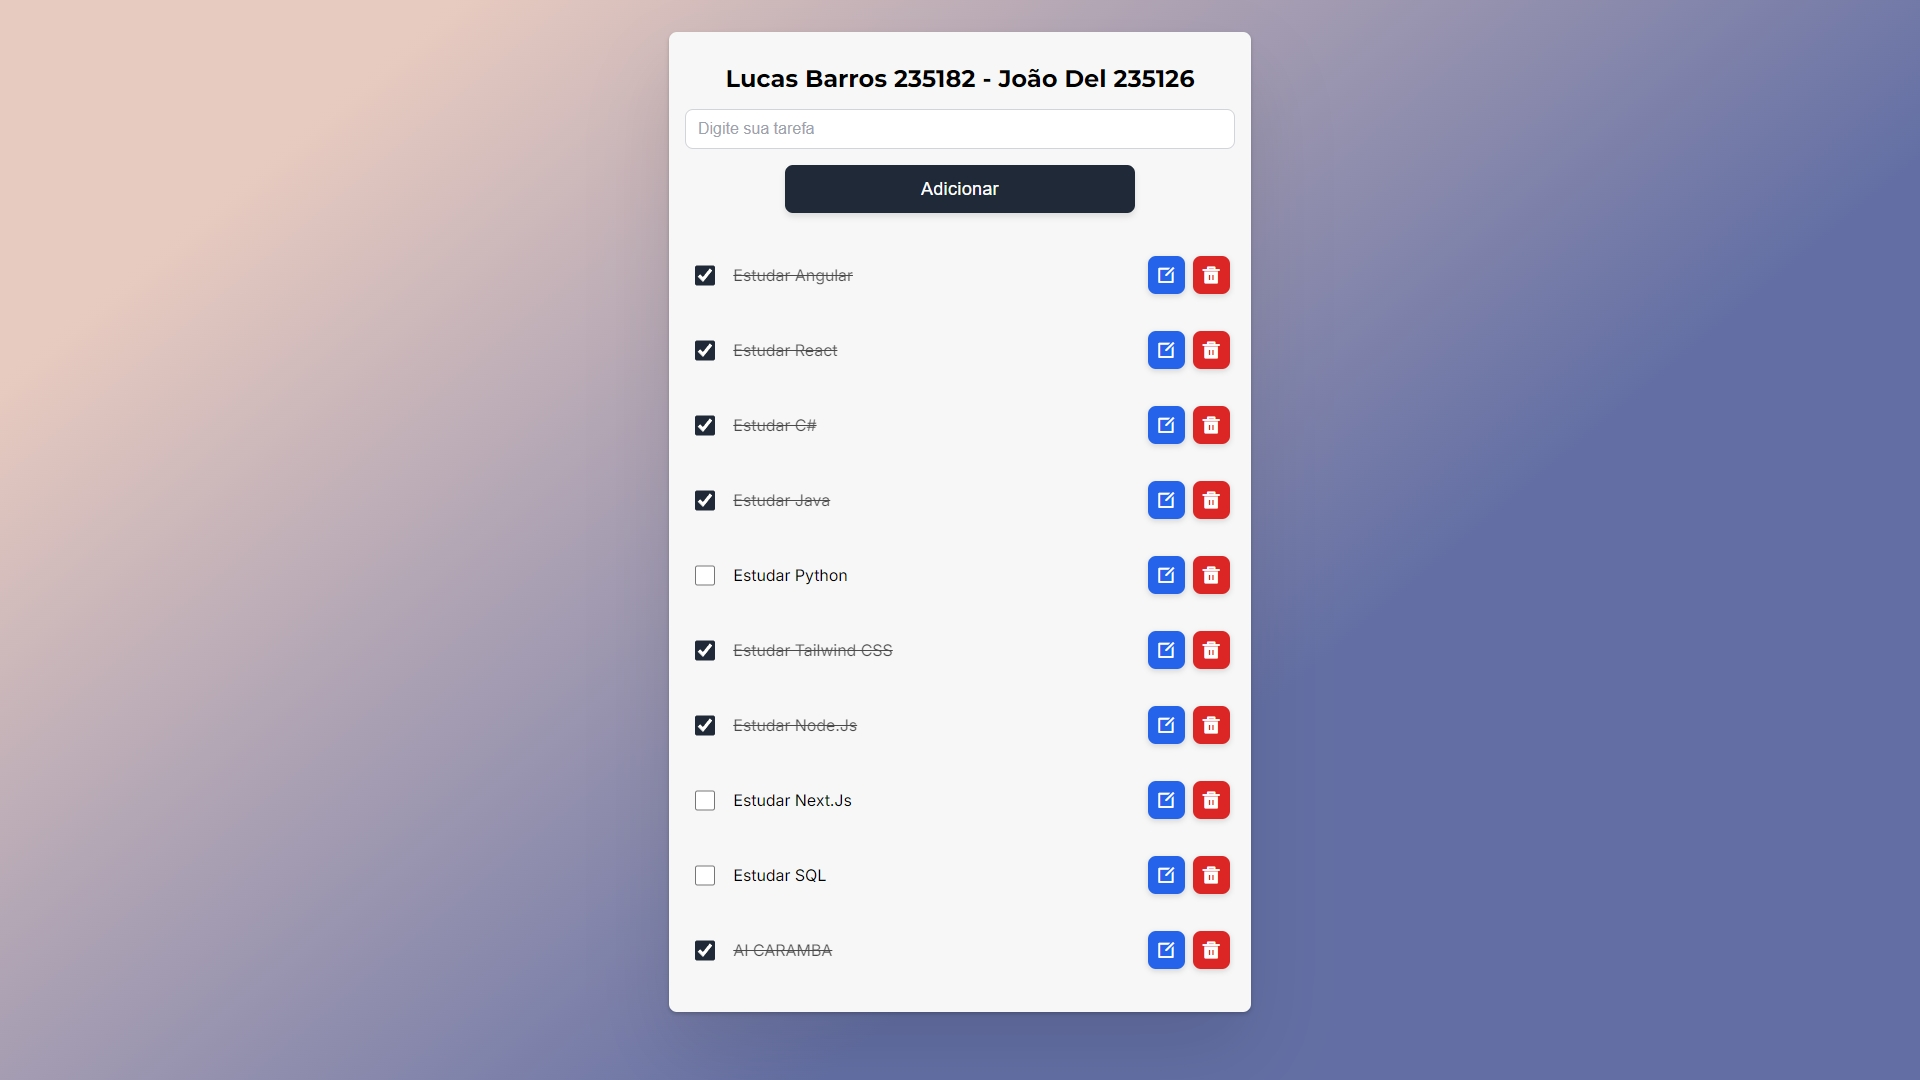 Lucas Barros 235182 - João Del 235126
Digite sua tarefa
Adicionar
Estudar Angular
Estudar React
Estudar C#
Estudar Java
Estudar Python
Estudar Tailwind CSS
Estudar Node.Js
Estudar Next.Js
Estudar SQL
AI CARAMBA